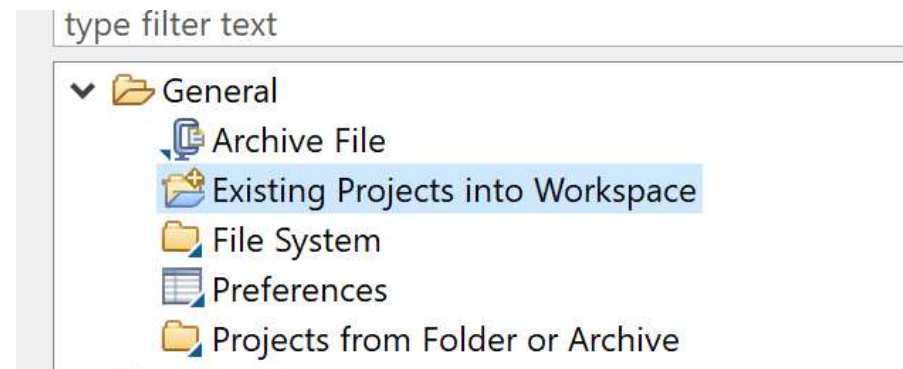 type filter text
General
Archive File
Existing Projects into Workspace
File System
Preferences
Projects from Folder or Archive